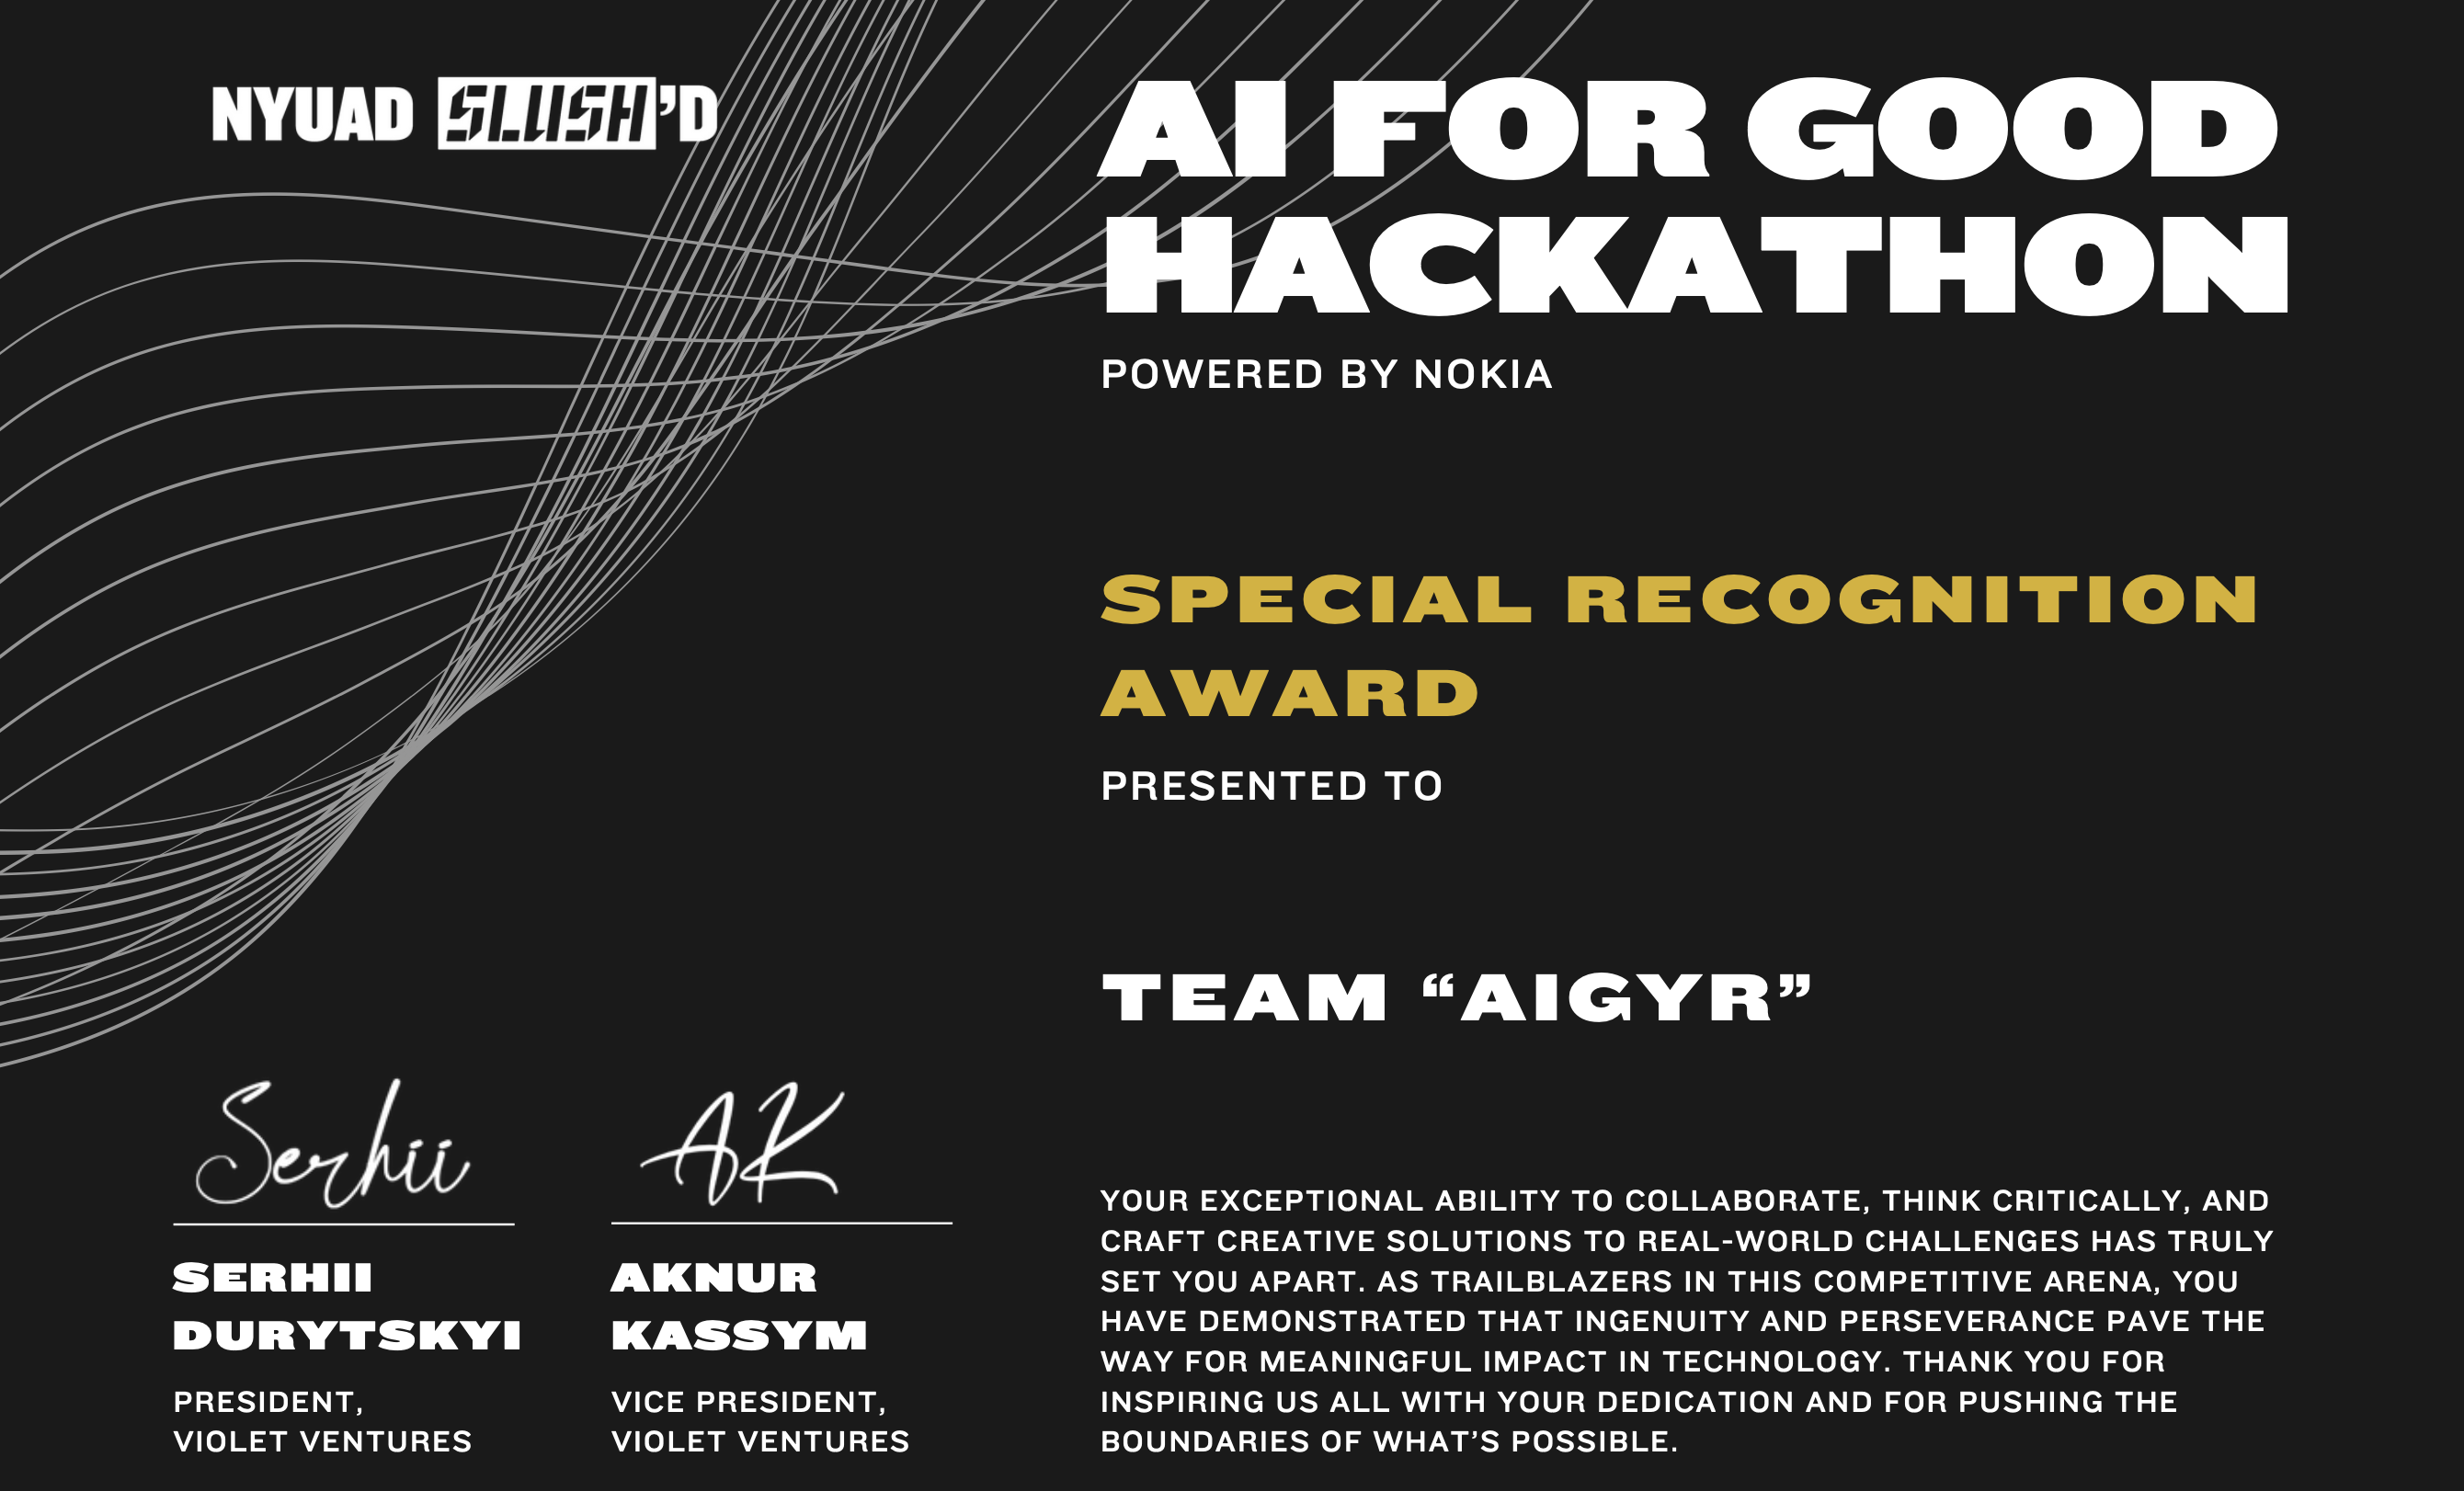 NYUAD SLUSH'D
AI FOR GOOD
HACKATHON
POWERED BY NOKIA
SPECIAL RECOGNITION
AWARD
PRESENTED TO
TEAM “AIGYR”
YOUR EXCEPTIONAL ABILITY TO COLLABORATE, THINK CRITICALLY, AND
CRAFT CREATIVE SOLUTIONS TO REAL-WORLD CHALLENGES HAS TRULY
SET YOU APART. AS TRAILBLAZERS IN THIS COMPETITIVE ARENA, YOU
HAVE DEMONSTRATED THAT INGENUITY AND PERSEVERANCE PAVE THE
WAY FOR MEANINGFUL IMPACT IN TECHNOLOGY. THANK YOU FOR
INSPIRING US ALL WITH YOUR DEDICATION AND FOR PUSHING THE
BOUNDARIES OF WHAT’S POSSIBLE.
Serhii
SERHII
DURYTSKYI
PRESIDENT,
VIOLET VENTURES
AK
AKNUR
KASSYM
VICE PRESIDENT,
VIOLET VENTURES